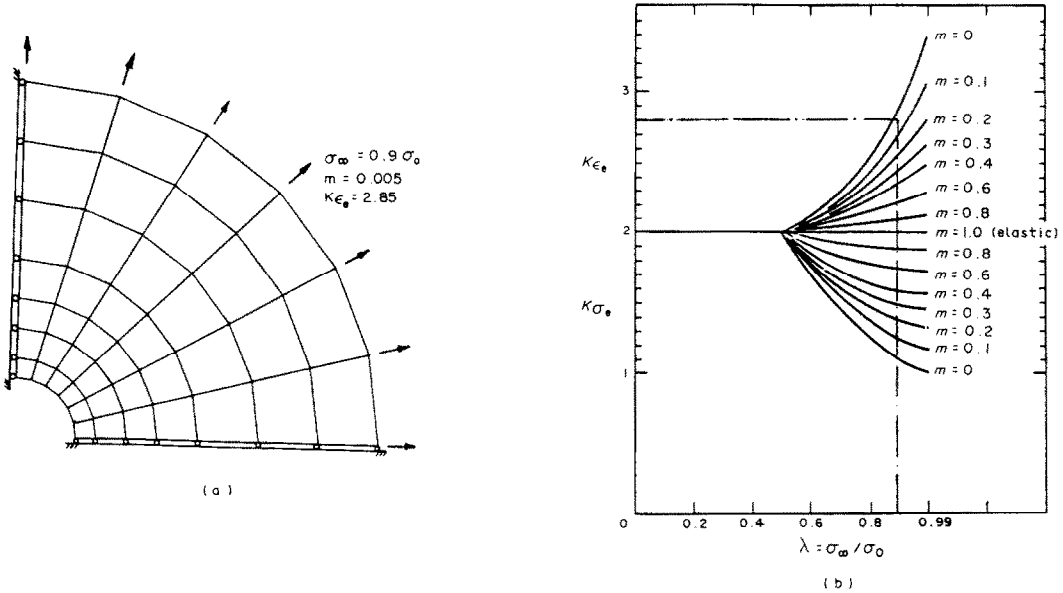 σ∞ = 0.9 σ₀
m = 0.005
Kϵₑ = 2.85
(a)
3
2
1
0
Kϵₑ
Kσₑ
m = 0
m = 0.1
m = 0.2
m = 0.3
m = 0.4
m = 0.6
m = 0.8
m = 1.0 (elastic)
m = 0.8
m = 0.6
m = 0.4
m = 0.3
m = 0.2
m = 0.1
m = 0
0.2
0.4
0.6
0.8
0.99
λ = σ∞/σ₀
(b)